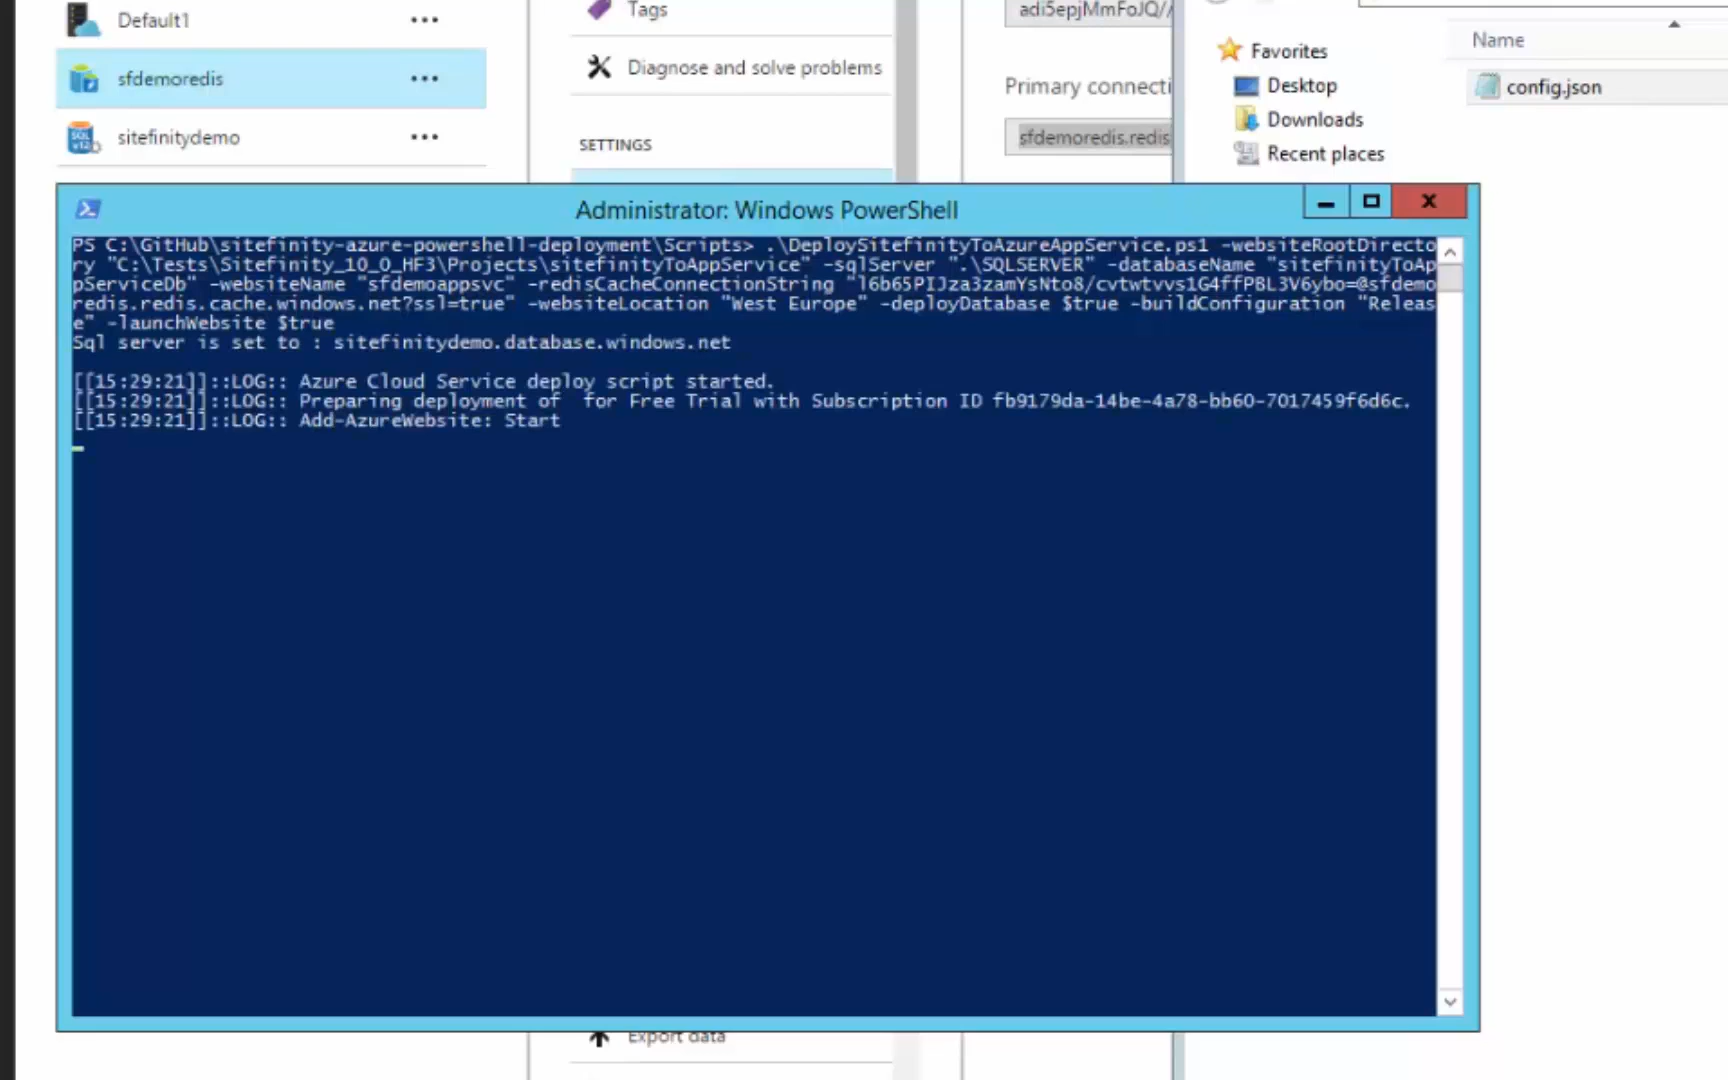 Default1
sfdemoredis
sitefinitydemo
Tags
Diagnose and solve problems
SETTINGS
adi5epjMmFoJQ//
Primary connecti
sfdemoredis.redis
Favorites
Desktop
Downloads
Recent places
Name
config.json
Administrator: Windows PowerShell
PS C:\GitHub\sitefinity-azure-powershell-deployment\Scripts> .\DeploySitefinityToAzureAppService.ps1 -websiteRootDirecto
ry "C:\Tests\Sitefinity_10_0_HF3\Projects\sitefinityToAppService" -sqlServer ".\SQLSERVER" -databaseName "sitefinityToAp
pServiceDb" -websiteName "sfdemoappsvc" -redisCacheConnectionString "l6b65PIJza3zamYsNto8/cvtwtvvs1G4ffPBL3V6ybo=@sfdemo
redis.redis.cache.windows.net?ssl=true" -websiteLocation "West Europe" -deployDatabase $true -buildConfiguration "Releas
e" -launchWebsite $true
Sql server is set to : sitefinitydemo.database.windows.net
[[15:29:21]]::LOG:: Azure Cloud Service deploy script started.
[[15:29:21]]::LOG:: Preparing deployment of  for Free Trial with Subscription ID fb9179da-14be-4a78-bb60-7017459f6d6c.
[[15:29:21]]::LOG:: Add-AzureWebsite: Start
Export data